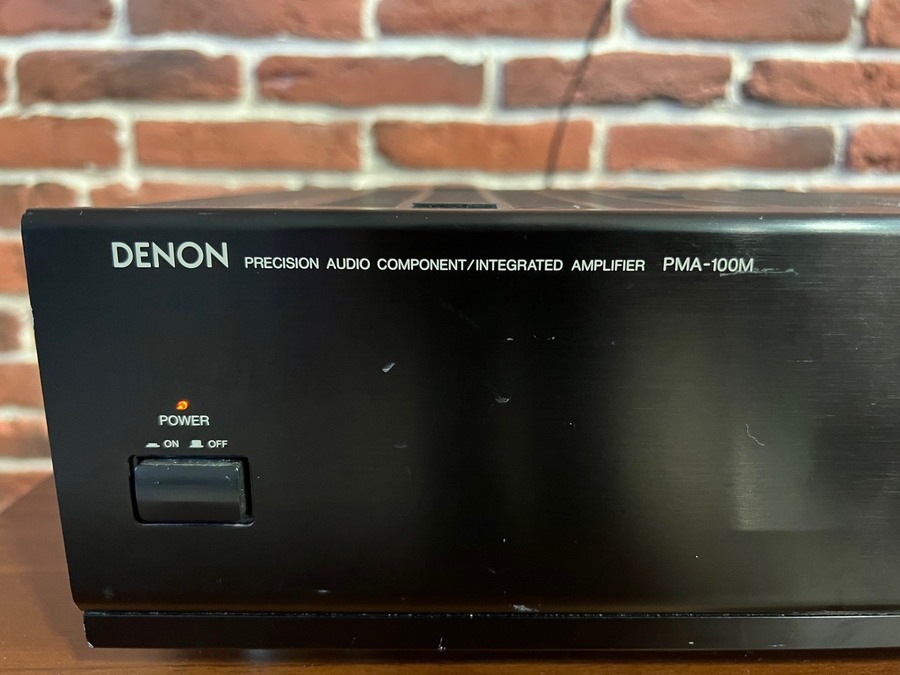 DENON PRECISION AUDIO COMPONENT/INTEGRATED AMPLIFIER PMA-100M
POWER
ON OFF